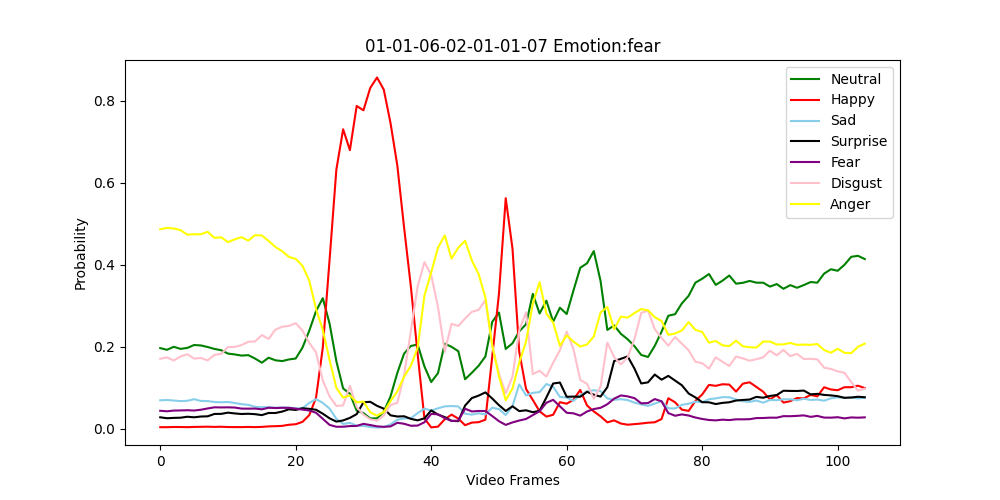 01-01-06-02-01-01-07 Emotion:fear
Probability
0.8
0.6
0.4
0.2
0.0
0
20
40
60
80
100
Video Frames
Neutral
Happy
Sad
Surprise
Fear
Disgust
Anger